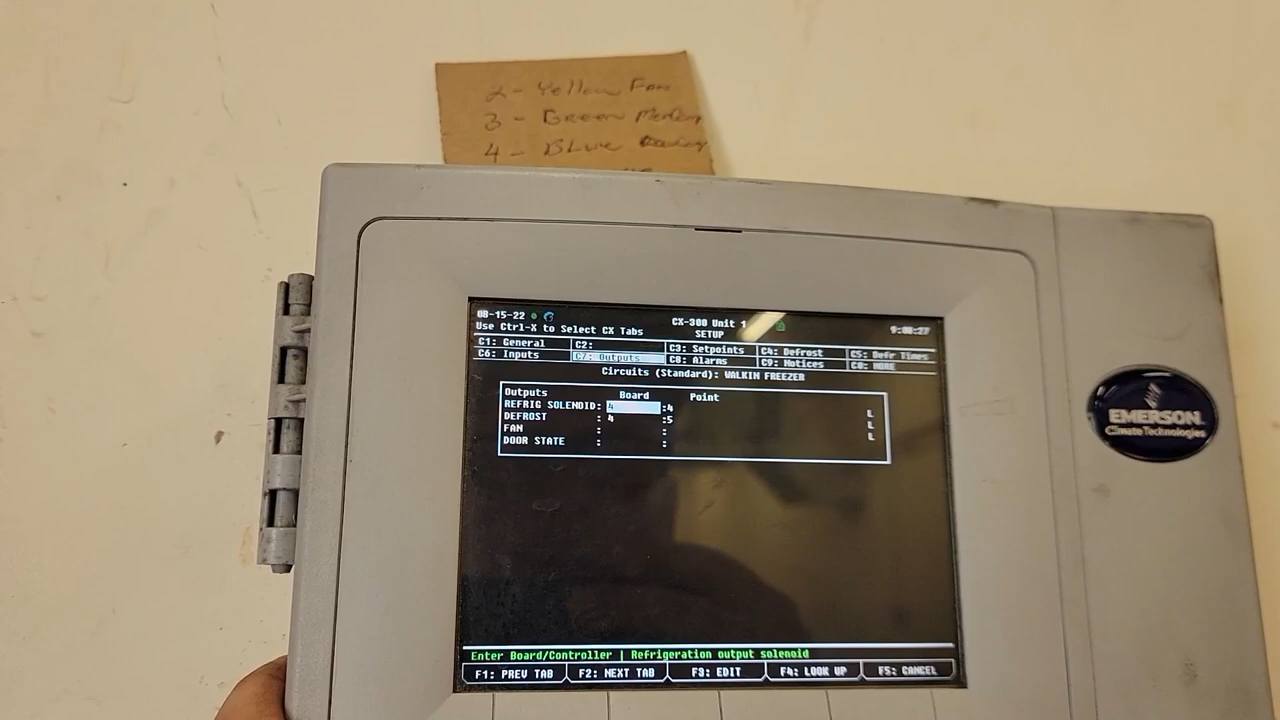 2 - Yellow Fan
3 - Green
4 - Blue
08-15-22
CX-300 Unit 1
9:08:27
Use Ctrl-X to Select CX Tabs
SETUP
C1: General
C2:
C3: Setpoints
C4: Defrost
C5: Defr Times
C6: Inputs
C7: Outputs
C8: Alarms
C9: Notices
C0: MORE
Circuits (Standard): WALKIN FREEZER
Outputs Board Point
REFRIG SOLENOID: 4 :4 L
DEFROST : 4 :5 L
FAN : : L
DOOR STATE : :
Enter Board/Controller | Refrigeration output solenoid
F1: PREV TAB
F2: NEXT TAB
F3: EDIT
F4: LOOK UP
F5: CANCEL
EMERSON
Climate Technologies